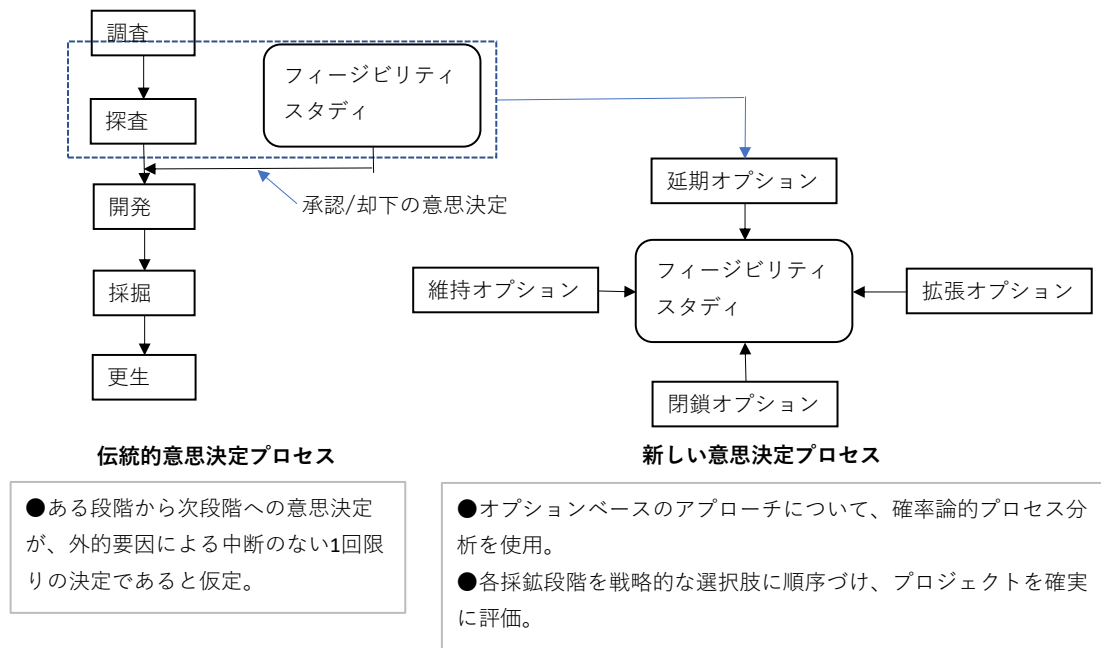 調査
フィージビリティ
スタディ
探査
承認/却下の意思決定
開発
採掘
更生
延期オプション
維持オプション
フィージビリティ
スタディ
拡張オプション
閉鎖オプション
伝統的意思決定プロセス
新しい意思決定プロセス
●ある段階から次段階への意思決定
が、外的要因による中断のない1回限
りの決定であると仮定。
●オプションベースのアプローチについて、確率論的プロセス分
析を使用。
●各採鉱段階を戦略的な選択肢に順序づけ、プロジェクトを確実
に評価。